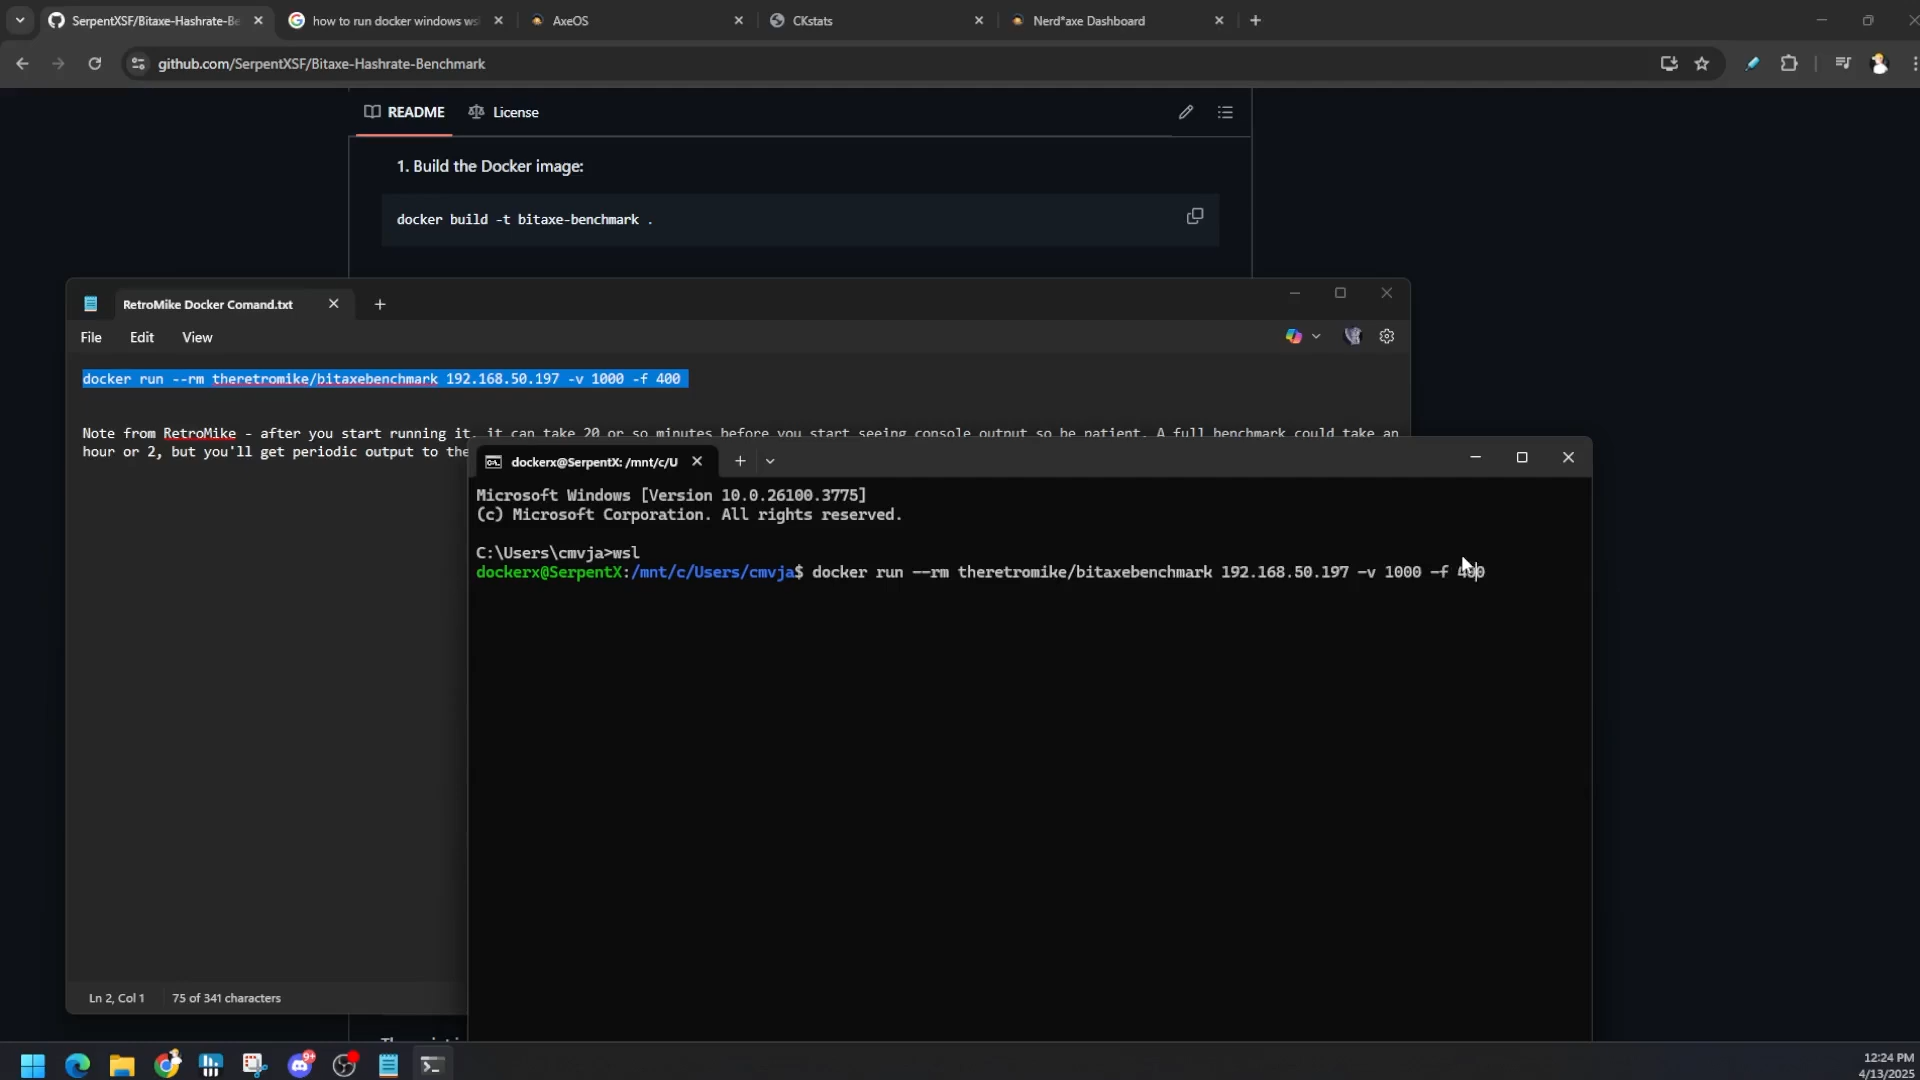 SerpentXSF/Bitaxe-Hashrate-Be
how to run docker windows ws
AxeOS
CKstats
Nerd*axe Dashboard
github.com/SerpentXSF/Bitaxe-Hashrate-Benchmark
README
License
1. Build the Docker image:
docker build -t bitaxe-benchmark .
RetroMike Docker Comand.txt
File
Edit
View
docker run --rm theretromike/bitaxebenchmark 192.168.50.197 -v 1000 -f 400
Note from RetroMike - after you start running it, it can take 20 or so minutes before you start seeing console output so be patient. A full benchmark could take an
hour or 2, but you'll get periodic output to the
dockerx@SerpentX: /mnt/c/U
Microsoft Windows [Version 10.0.26100.3775]
(c) Microsoft Corporation. All rights reserved.
C:\Users\cmvja>wsl
dockerx@SerpentX:/mnt/c/Users/cmvja$ docker run --rm theretromike/bitaxebenchmark 192.168.50.197 -v 1000 -f 400
Ln 2, Col 1
75 of 341 characters
9+
12:24 PM
4/13/2025